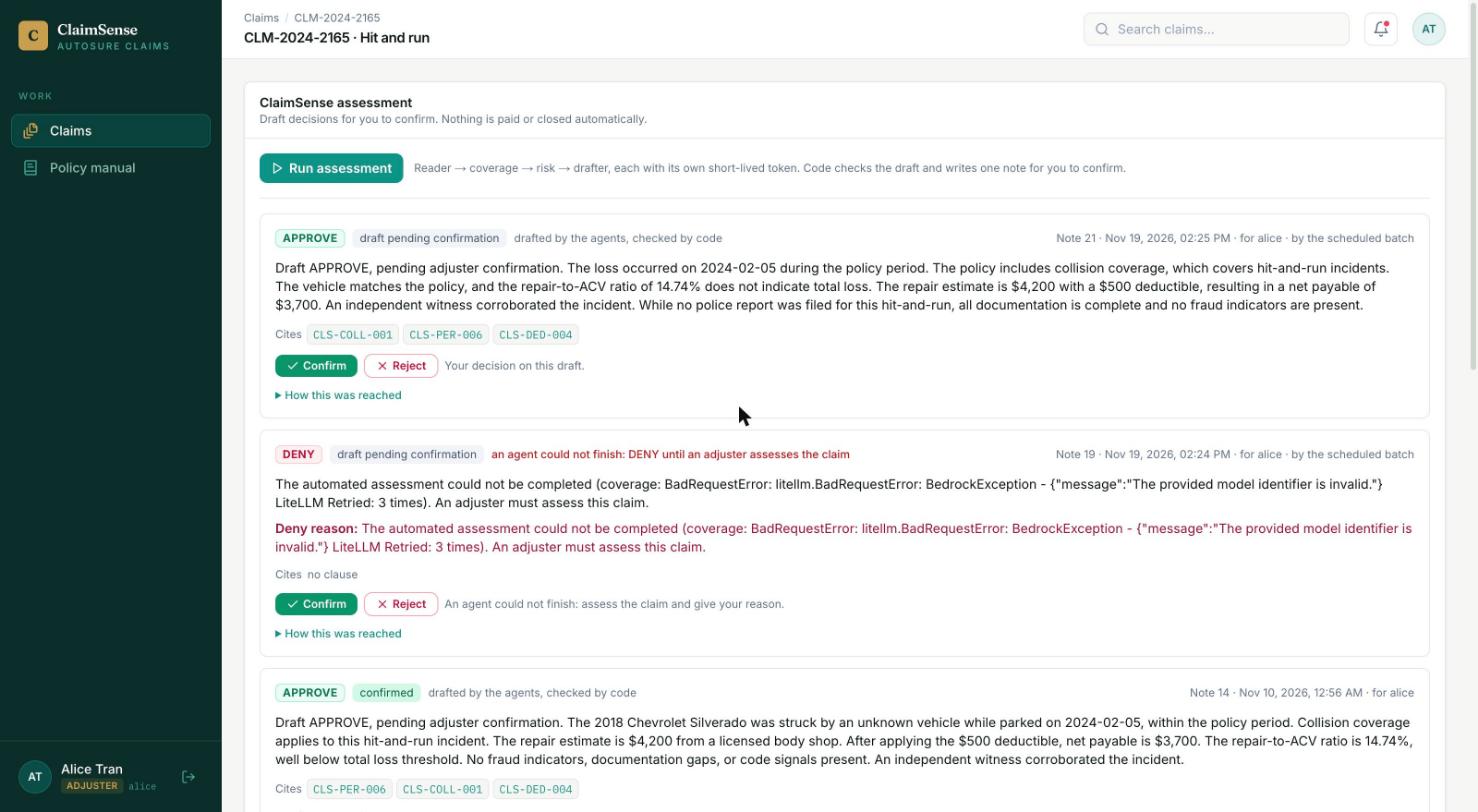 C
ClaimSense
AUTOSURE CLAIMS
WORK
Claims
Policy manual
AT
Alice Tran
ADJUSTER alice
Claims / CLM-2024-2165
CLM-2024-2165 · Hit and run
Search claims...
AT
ClaimSense assessment
Draft decisions for you to confirm. Nothing is paid or closed automatically.
Run assessment
Reader → coverage → risk → drafter, each with its own short-lived token. Code checks the draft and writes one note for you to confirm.
APPROVE draft pending confirmation drafted by the agents, checked by code Note 21 · Nov 19, 2026, 02:25 PM · for alice · by the scheduled batch
Draft APPROVE, pending adjuster confirmation. The loss occurred on 2024-02-05 during the policy period. The policy includes collision coverage, which covers hit-and-run incidents.
The vehicle matches the policy, and the repair-to-ACV ratio of 14.74% does not indicate total loss. The repair estimate is $4,200 with a $500 deductible, resulting in a net payable of
$3,700. An independent witness corroborated the incident. While no police report was filed for this hit-and-run, all documentation is complete and no fraud indicators are present.
Cites CLS-COLL-001 CLS-PER-006 CLS-DED-004
Confirm Reject Your decision on this draft.
How this was reached
DENY draft pending confirmation an agent could not finish: DENY until an adjuster assesses the claim Note 19 · Nov 19, 2026, 02:24 PM · for alice · by the scheduled batch
The automated assessment could not be completed (coverage: BadRequestError: litellm.BadRequestError: BedrockException - {"message":"The provided model identifier is invalid."}
LiteLLM Retried: 3 times). An adjuster must assess this claim.
Deny reason: The automated assessment could not be completed (coverage: BadRequestError: litellm.BadRequestError: BedrockException - {"message":"The provided model identifier is
invalid."} LiteLLM Retried: 3 times). An adjuster must assess this claim.
Cites no clause
Confirm Reject An agent could not finish: assess the claim and give your reason.
How this was reached
APPROVE confirmed drafted by the agents, checked by code Note 14 · Nov 10, 2026, 12:56 AM · for alice
Draft APPROVE, pending adjuster confirmation. The 2018 Chevrolet Silverado was struck by an unknown vehicle while parked on 2024-02-05, within the policy period. Collision coverage
applies to this hit-and-run incident. The repair estimate is $4,200 from a licensed body shop. After applying the $500 deductible, net payable is $3,700. The repair-to-ACV ratio is 14.74%,
well below total loss threshold. No fraud indicators, documentation gaps, or code signals present. An independent witness corroborated the incident.
Cites CLS-PER-006 CLS-COLL-001 CLS-DED-004